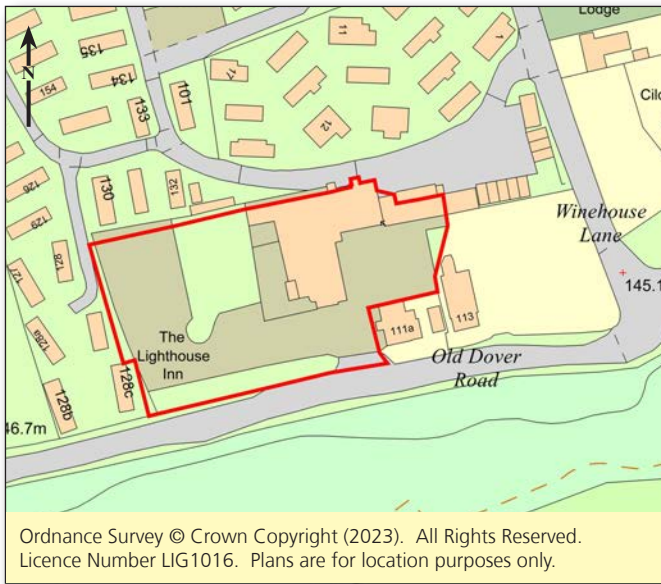 Lodge
135
11
1
N
134
17
154
133
101
Cilc
12
130
132
126
129
Winehouse
Lane
128
127
145.1
The
Lighthouse
Inn
111a
113
128a
Old Dover
Road
128c
128b
46.7m
Ordnance Survey © Crown Copyright (2023). All Rights Reserved.
Licence Number LIG1016. Plans are for location purposes only.